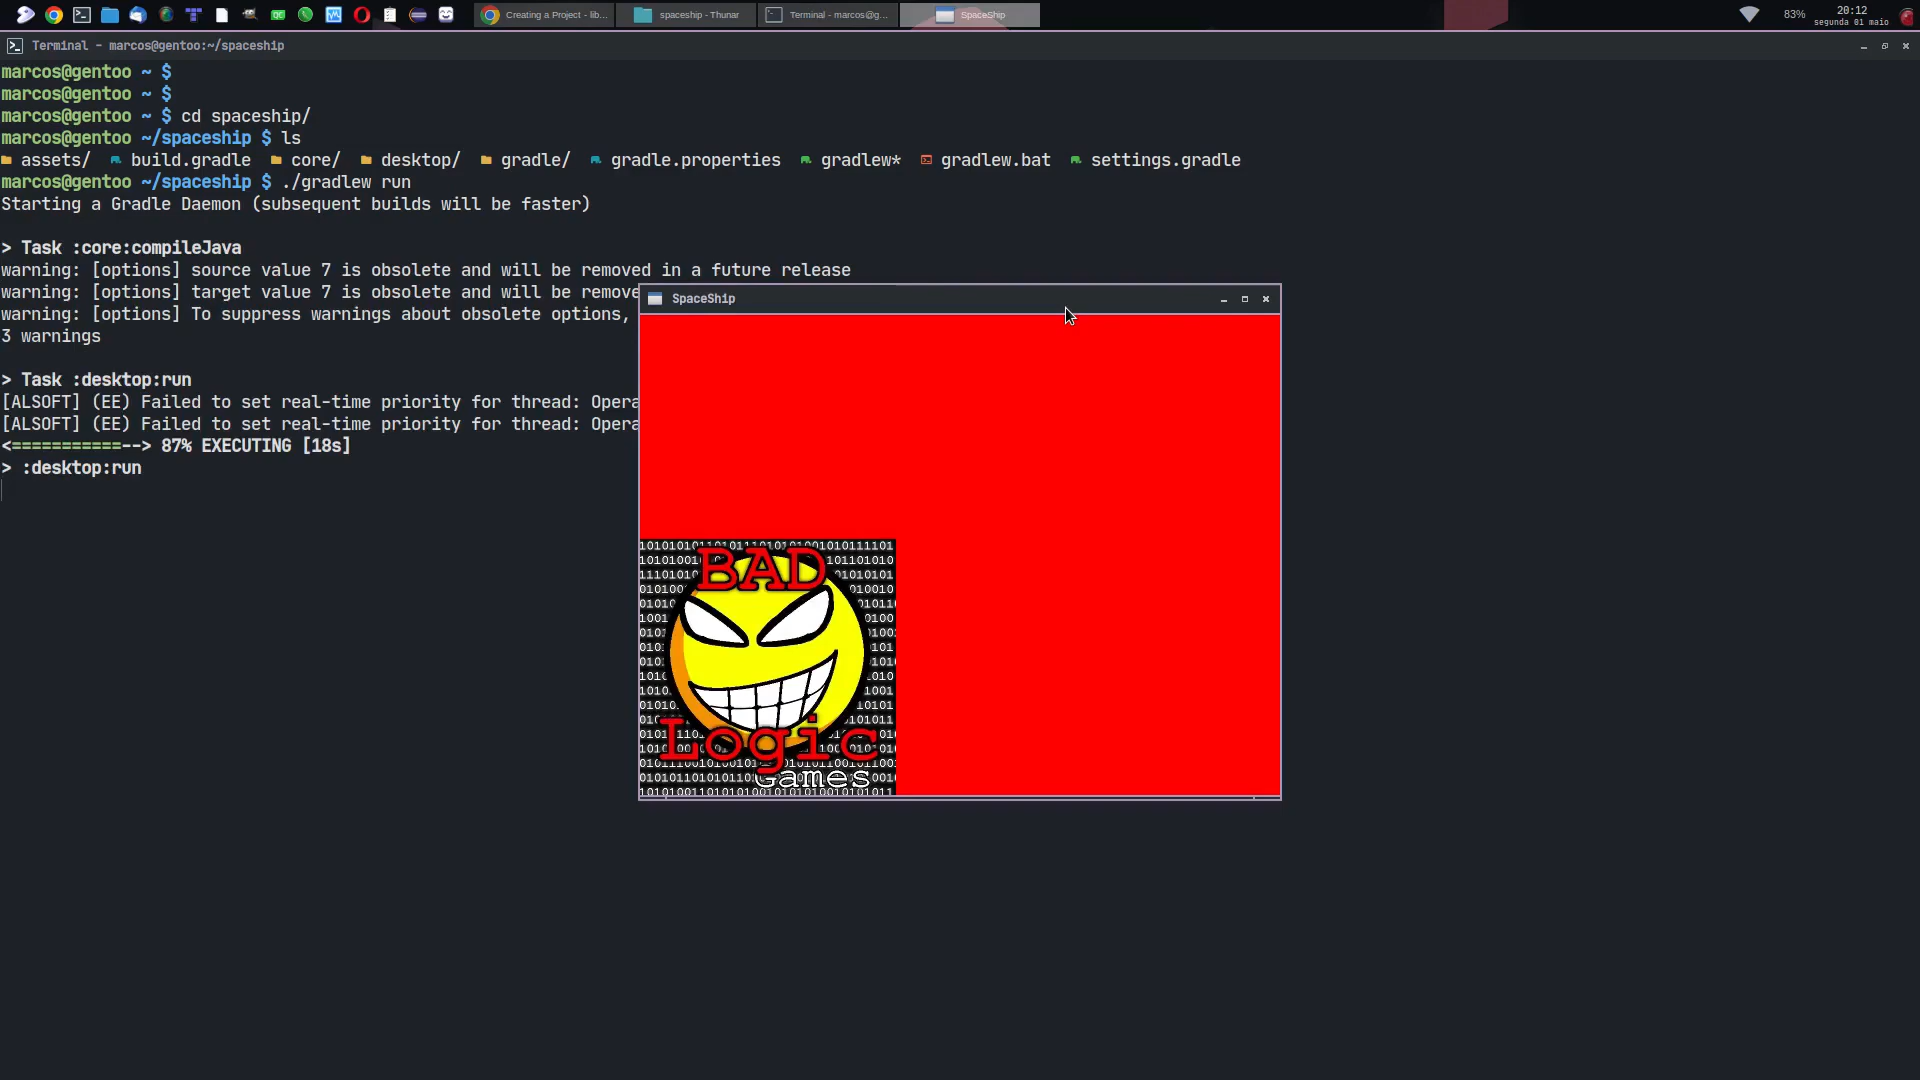 Creating a Project - lib...
spaceship - Thunar
Terminal - marcos@g...
SpaceShip
83%
20:12
segunda 01 maio
Terminal - marcos@gentoo:~/spaceship
marcos@gentoo ~ $
marcos@gentoo ~ $
marcos@gentoo ~ $ cd spaceship/
marcos@gentoo ~/spaceship $ ls
assets/ build.gradle core/ desktop/ gradle/ gradle.properties gradlew* gradlew.bat settings.gradle
marcos@gentoo ~/spaceship $ ./gradlew run
Starting a Gradle Daemon (subsequent builds will be faster)
> Task :core:compileJava
warning: [options] source value 7 is obsolete and will be removed in a future release
warning: [options] target value 7 is obsolete and will be remove
warning: [options] To suppress warnings about obsolete options,
3 warnings
> Task :desktop:run
[ALSOFT] (EE) Failed to set real-time priority for thread: Opera
[ALSOFT] (EE) Failed to set real-time priority for thread: Opera
<===========--> 87% EXECUTING [18s]
> :desktop:run
SpaceShip
BAD
Logic
Games